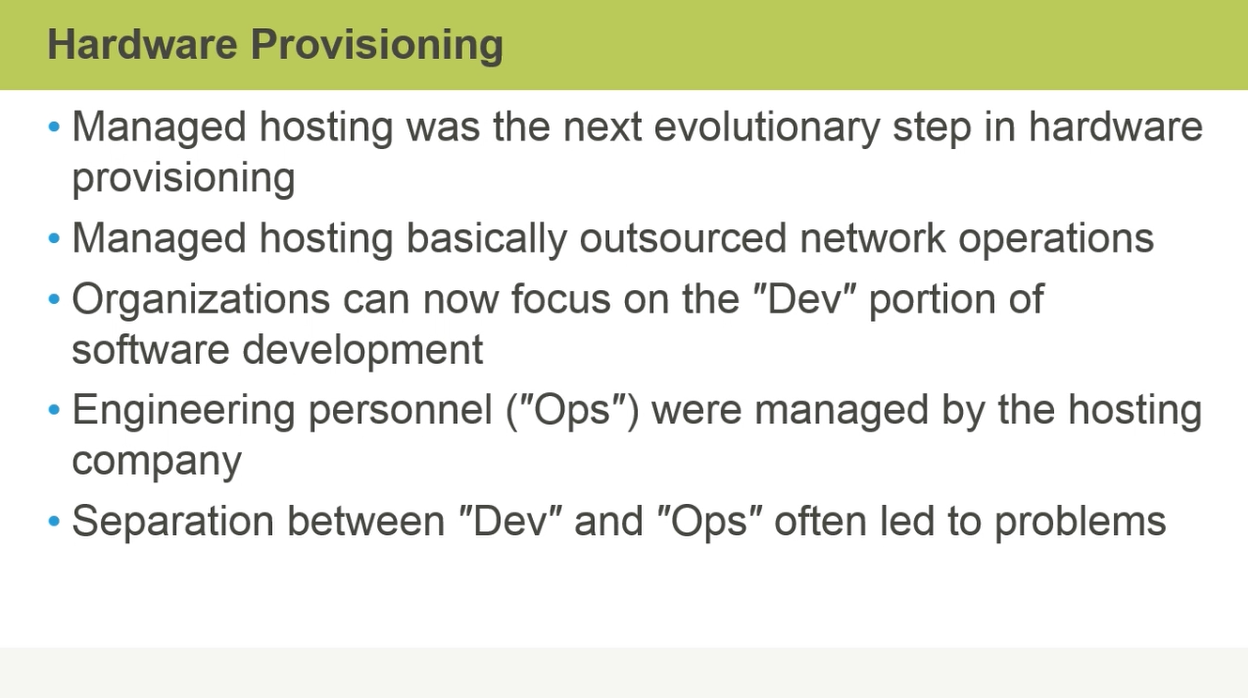 Hardware Provisioning
• Managed hosting was the next evolutionary step in hardware
provisioning
• Managed hosting basically outsourced network operations
• Organizations can now focus on the "Dev" portion of
software development
• Engineering personnel ("Ops") were managed by the hosting
company
• Separation between "Dev" and "Ops" often led to problems